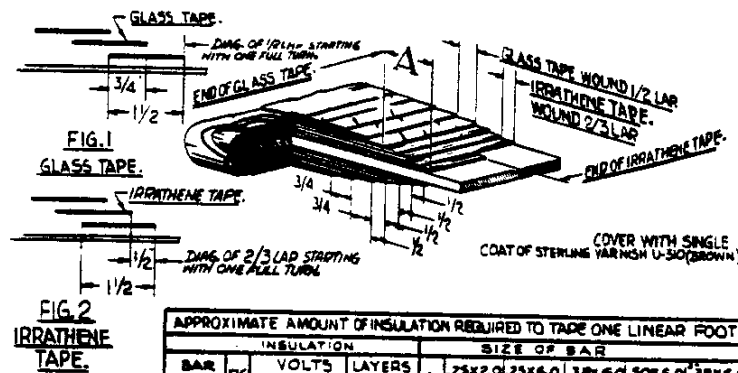 GLASS TAPE.
DIAG. OF 1/2 LAP STARTING
WITH ONE FULL TURN.
3/4
1 1/2
FIG.1
GLASS TAPE.
IRRATHENE TAPE.
1/2
DIAG. OF 2/3 LAP STARTING
WITH ONE FULL TURN.
1 1/2
FIG.2
IRRATHENE
TAPE.
END OF GLASS TAPE.
A
GLASS TAPE WOUND 1/2 LAP
IRRATHENE TAPE.
WOUND 2/3 LAP
END OF IRRATHENE TAPE.
3/4
3/4
1/2
1/2
1/2
1/2
COVER WITH SINGLE
COAT OF STERLING VARNISH U-310 (BROWN)
APPROXIMATE AMOUNT OF INSULATION REQUIRED TO TAPE ONE LINEAR FOOT
INSULATION
SIZE OF BAR
BAR
VOLTS
LAYERS